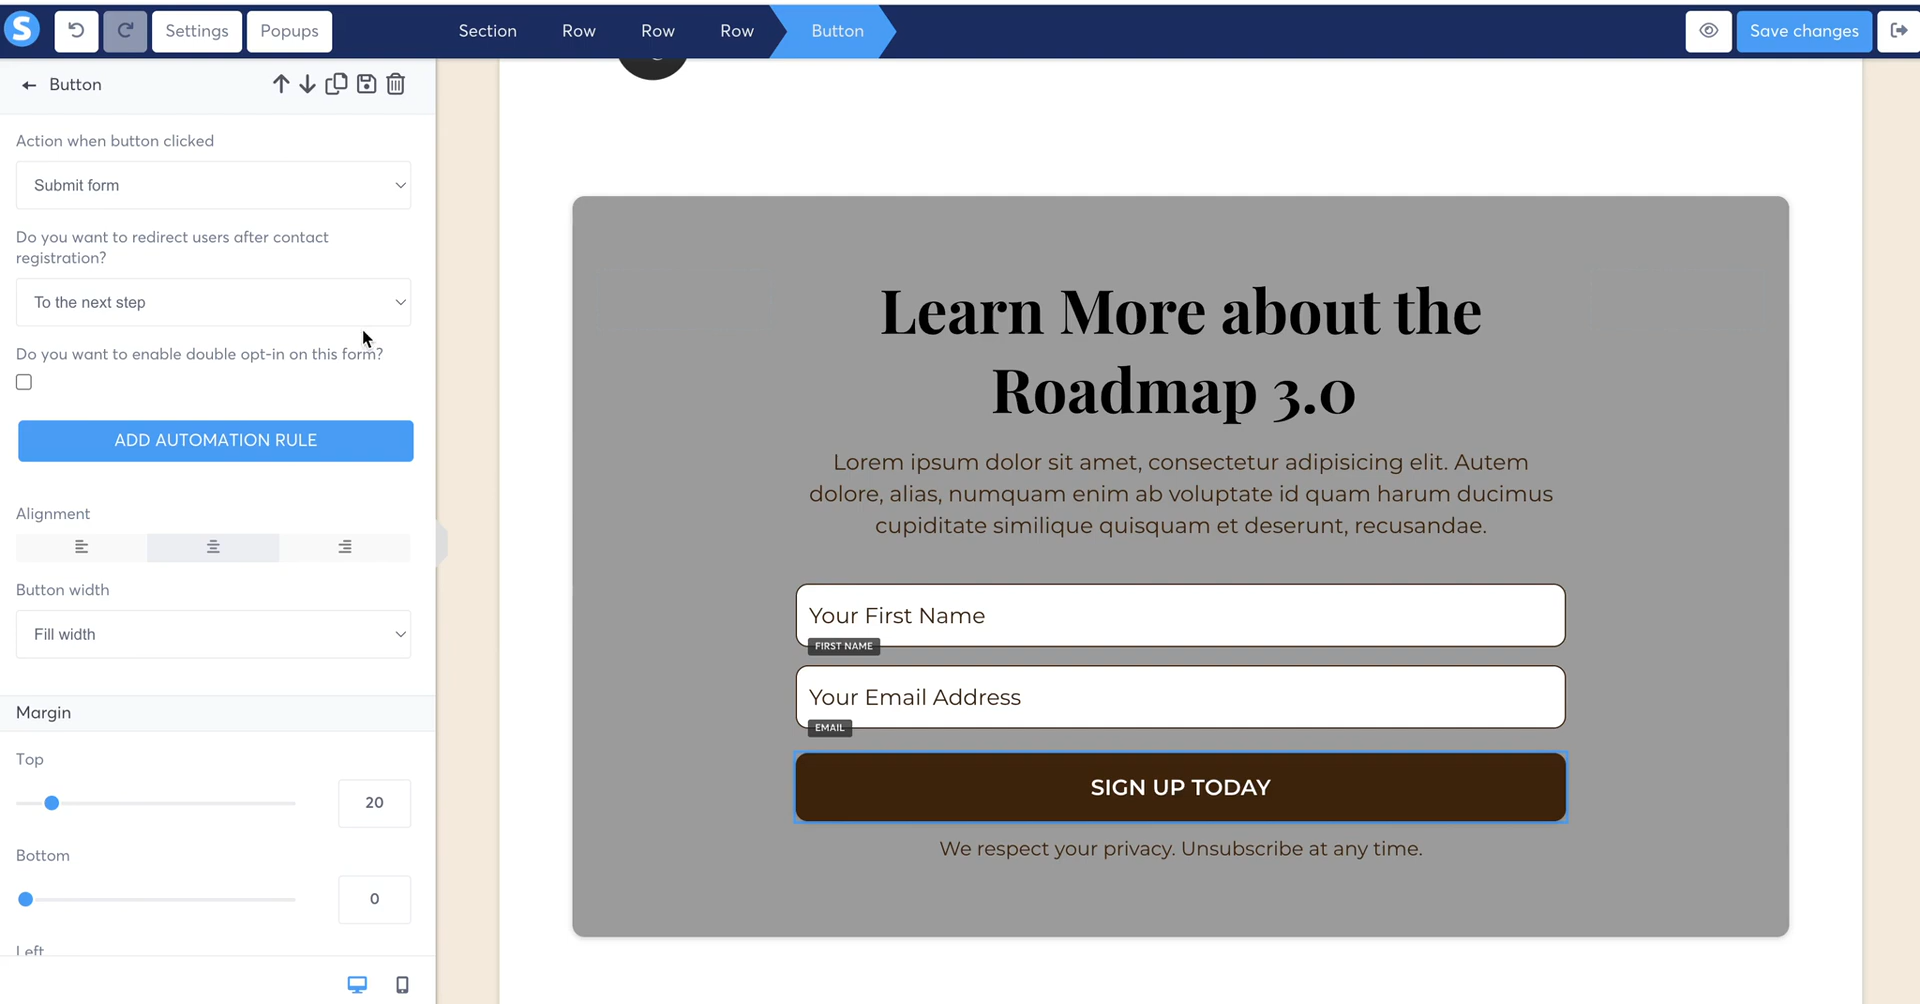 S
Settings
Popups
Section
Row
Row
Row
Button
Save changes
Button
Action when button clicked
Submit form
Do you want to redirect users after contact
registration?
To the next step
Do you want to enable double opt-in on this form?
ADD AUTOMATION RULE
Alignment
Button width
Fill width
Margin
Top
20
Bottom
0
Left
Learn More about the
Roadmap 3.0
Lorem ipsum dolor sit amet, consectetur adipisicing elit. Autem
dolore, alias, numquam enim ab voluptate id quam harum ducimus
cupiditate similique quisquam et deserunt, recusandae.
Your First Name
FIRST NAME
Your Email Address
EMAIL
SIGN UP TODAY
We respect your privacy. Unsubscribe at any time.